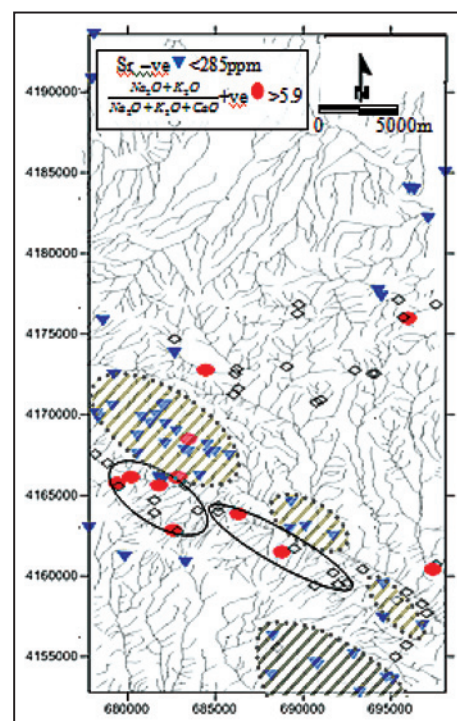 Sr, –ve <285ppm
Na₂O + K₂O
Na₂O + K₂O + CaO
+ve >5.9
N
0 5000m
4190000
4185000
4180000
4175000
4170000
4165000
4160000
4155000
680000 685000 690000 695000